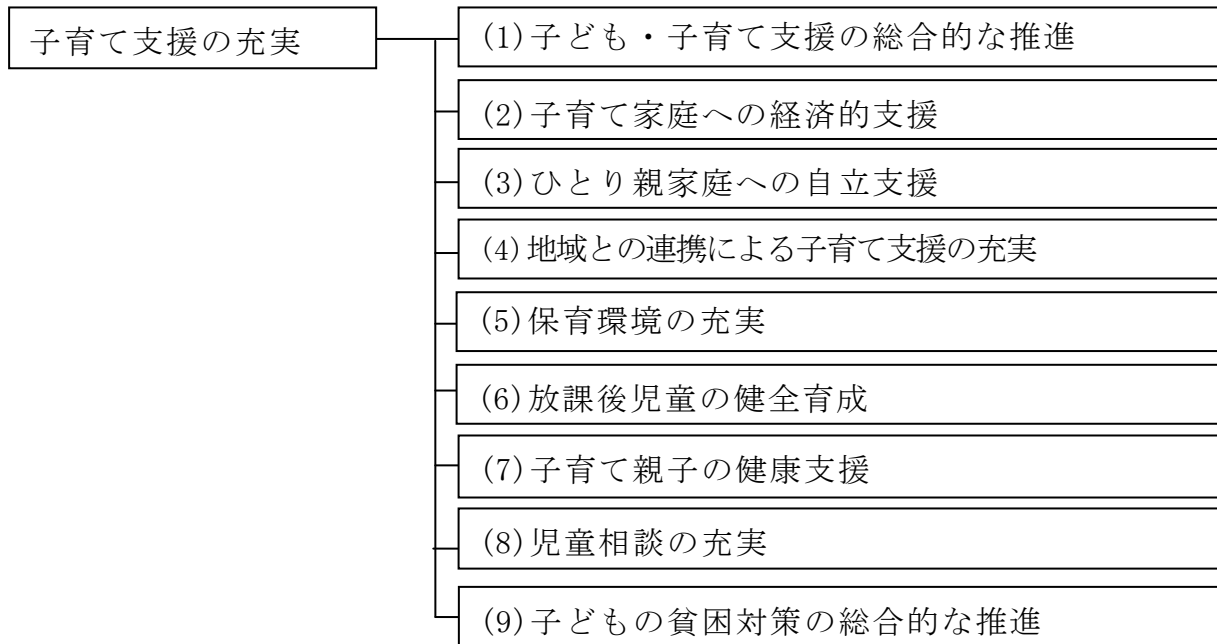 子育て支援の充実
(1)子ども・子育て支援の総合的な推進
(2)子育て家庭への経済的支援
(3)ひとり親家庭への自立支援
(4)地域との連携による子育て支援の充実
(5)保育環境の充実
(6)放課後児童の健全育成
(7)子育て親子の健康支援
(8)児童相談の充実
(9)子どもの貧困対策の総合的な推進